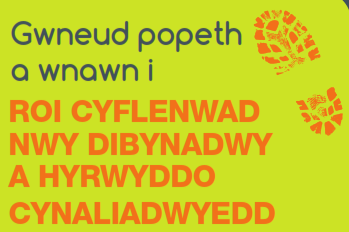 Gwneud popeth
a wnawn i
ROI CYFLENWAD
NWY DIBYNADWY
A HYRWYDDO
CYNALIADWYEDD